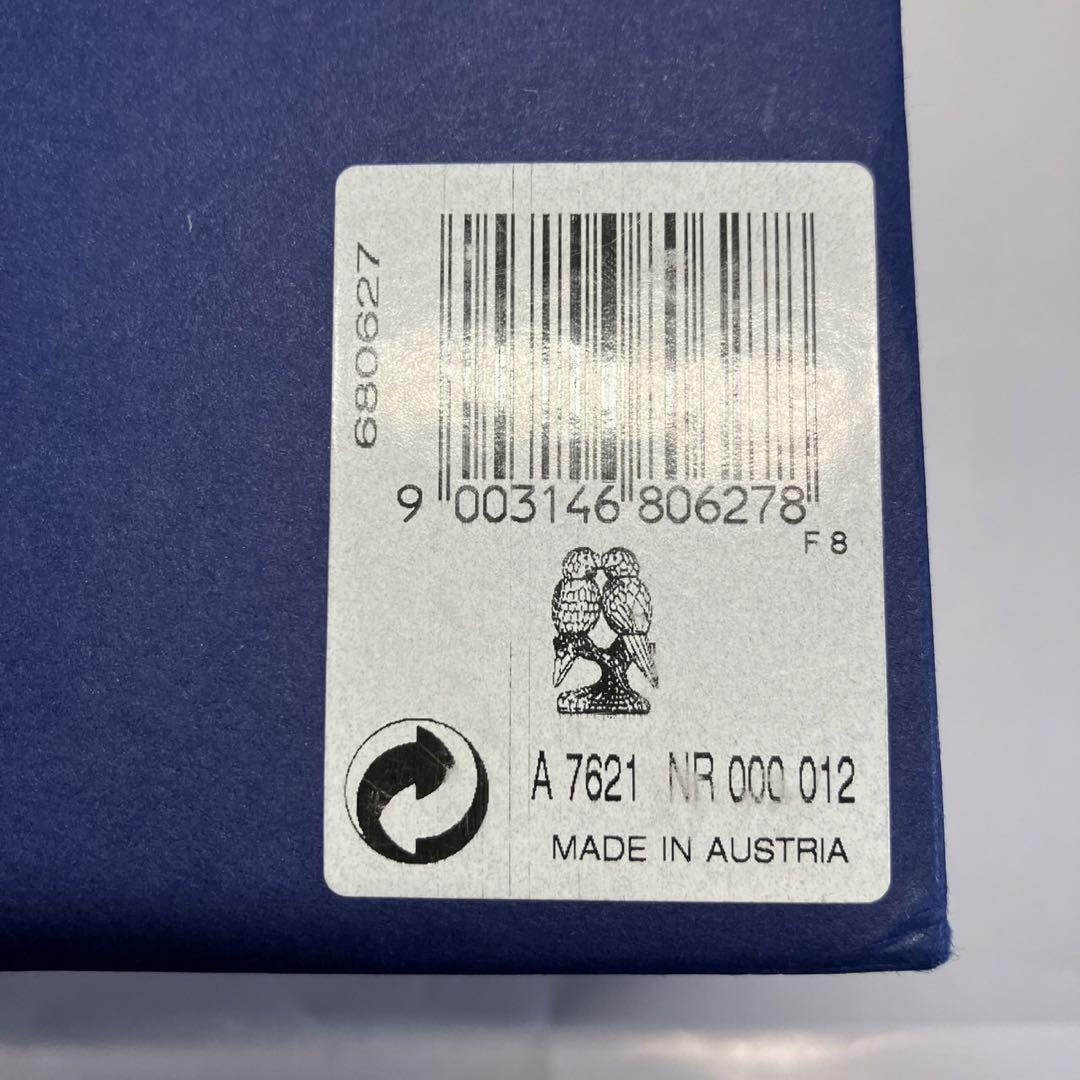 680627
9 003146 806278
F 8
A 7621 NR 000 012
MADE IN AUSTRIA